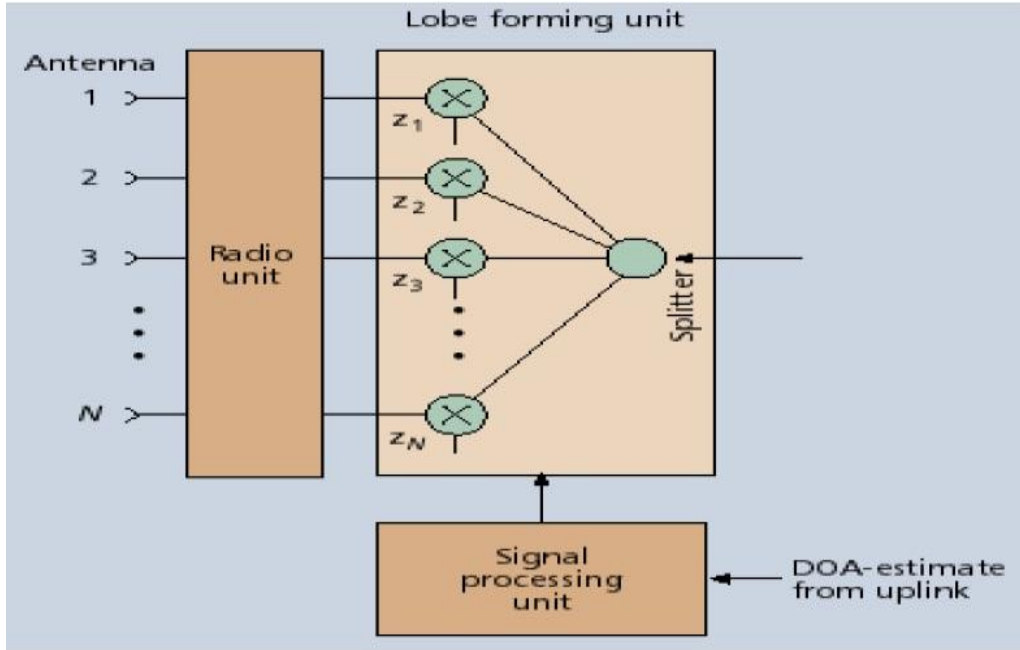 Lobe forming unit
Antenna
1
z1
2
z2
3
Radio
unit
z3
Splitter
N
zN
Signal
processing
unit
DOA-estimate
from uplink